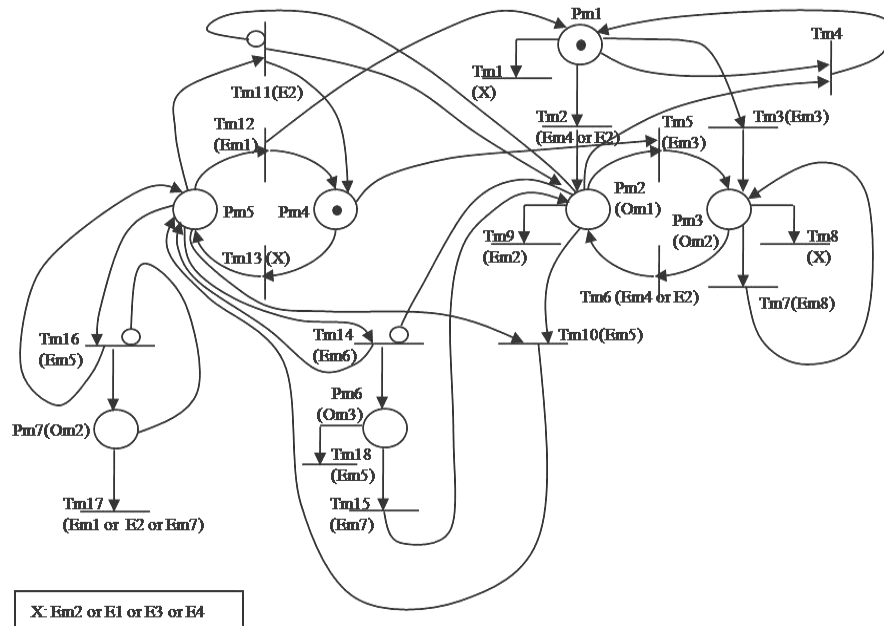 Pm1
Tm4
Tm1
(X)
Tm11(E2)
Tm2
(Em4 or E2)
Tm5
(Em3)
Tm3(Em3)
Tm12
(Em1)
Pm5
Pm4
Pm2
(Om1)
Pm3
(Om2)
Tm9
(Em2)
Tm8
(X)
Tm13 (X)
Tm6 (Em4 or E2)
Tm7(Em8)
Tm16
(Em5)
Tm14
(Em6)
Tm10(Em5)
Pm6
(Om3)
Pm7(Om2)
Tm18
(Em5)
Tm17
(Em1 or E2 or Em7)
Tm15
(Em7)
X: Em2 or E1 or E3 or E4